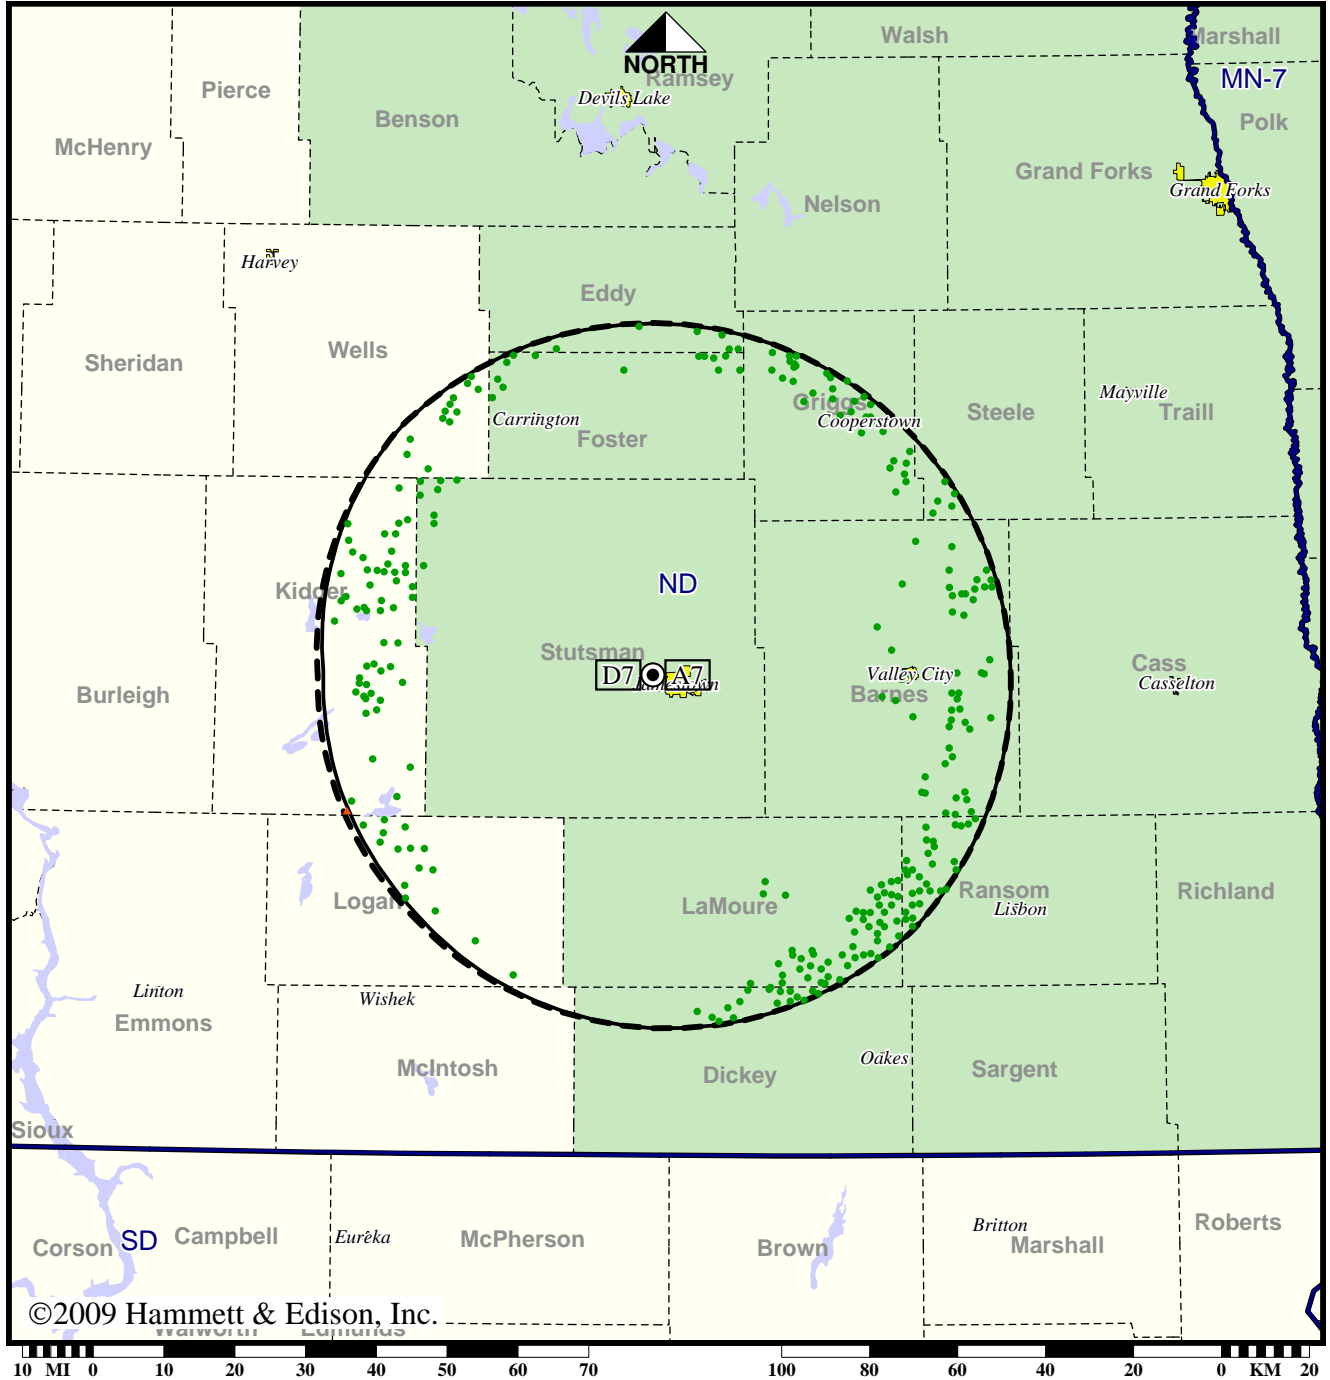 Walsh
Marshall
NORTH
Ramsey
MN-7
Pierce
Devils Lake
Benson
Polk
McHenry
Grand Forks
Grand Forks
Nelson
Harvey
Eddy
Wells
Sheridan
Mayville
Griggs
Steele
Traill
Carrington
Cooperstown
Foster
ND
Kidder
Stutsman
Cass
D7
A7
Valley City
Casselton
Burleigh
Barnes
Ransom
Richland
Logan
LaMoure
Lisbon
Linton
Wishek
Emmons
Oakes
McIntosh
Dickey
Sargent
Sioux
Britton
Roberts
Campbell
Eureka
McPherson
SD
Corson
Brown
Marshall
©2009 Hammett & Edison, Inc.
Walworth
Edmunds
10 MI 0 10 20 30 40 50 60 70
100 80 60 40 20 0 KM 20